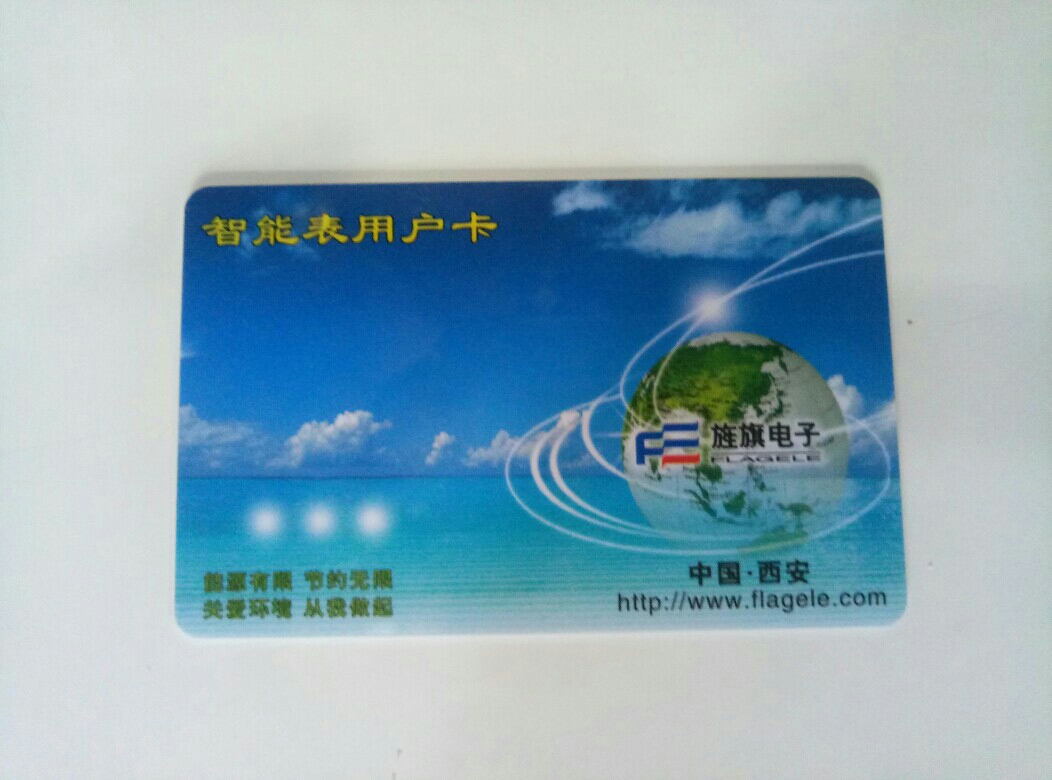 智能表用户卡
旌旗电子
FLAGELE
能源有限 节约无限
关爱环境 从我做起
中国·西安
http://www.flagele.com